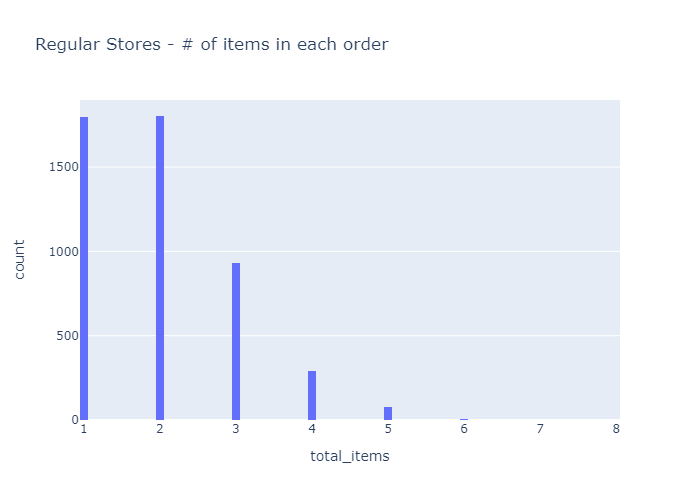 Regular Stores - # of items in each order
1500
1000
500
0
count
1 2 3 4 5 6 7 8
total_items